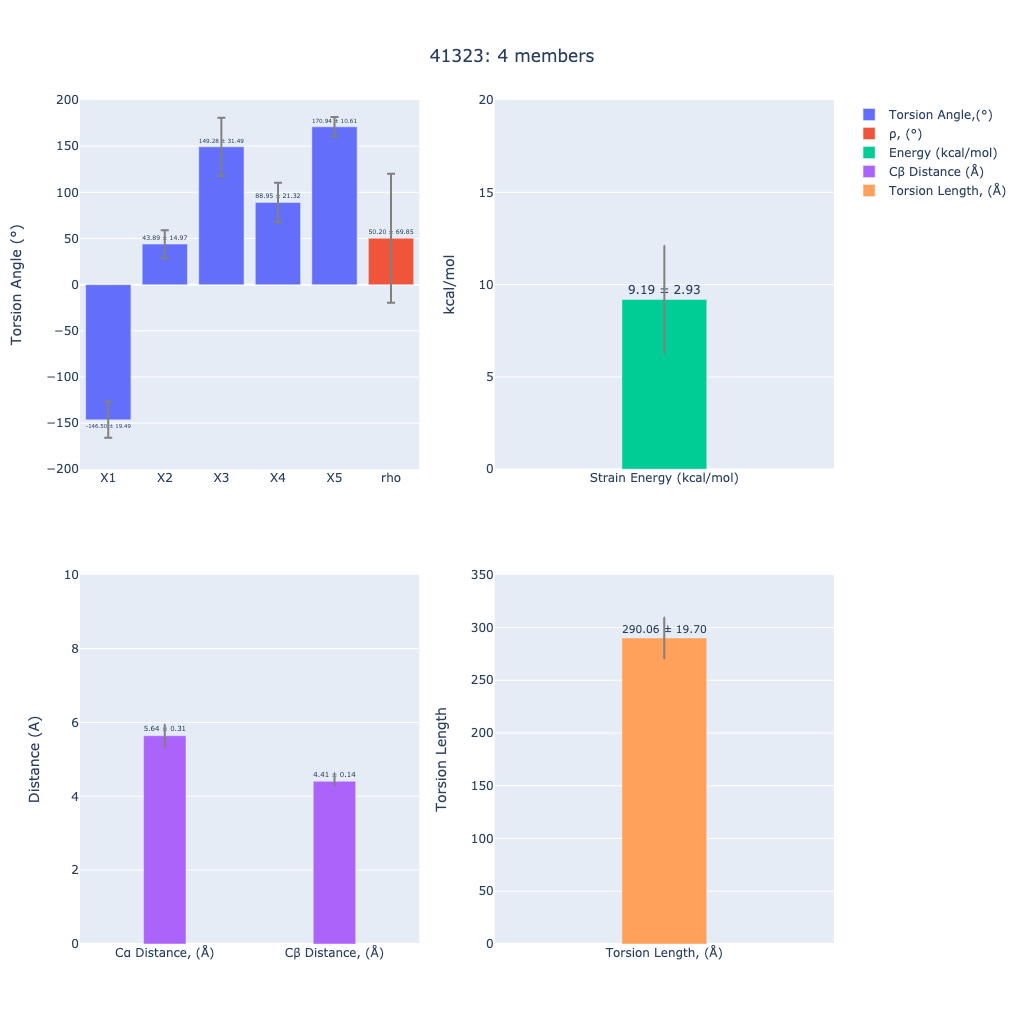 41323: 4 members
200
150
100
50
0
−50
−100
−150
−200
Torsion Angle (°)
-146.50 ± 19.49
43.89 ± 14.97
149.28 ± 31.49
88.95 ± 21.32
170.94 ± 10.61
50.20 ± 69.85
X1 X2 X3 X4 X5 rho
20
15
10
5
0
kcal/mol
9.19 ± 2.93
Strain Energy (kcal/mol)
Torsion Angle,(°)
ρ, (°)
Energy (kcal/mol)
Cβ Distance (Å)
Torsion Length, (Å)
10
8
6
4
2
0
Distance (A)
5.64 ± 0.31
4.41 ± 0.14
Cα Distance, (Å) Cβ Distance, (Å)
350
300
250
200
150
100
50
0
Torsion Length
290.06 ± 19.70
Torsion Length, (Å)